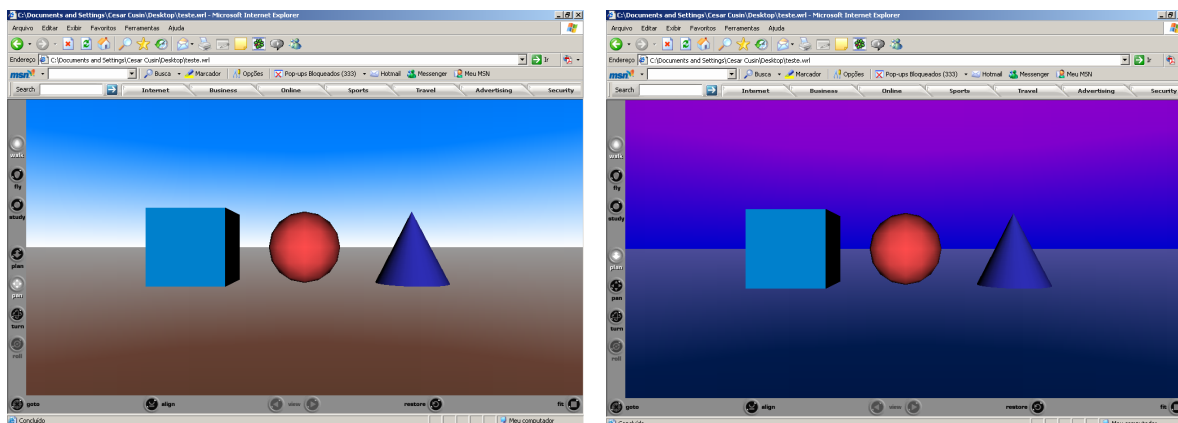 C:\Documents and Settings\Cesar Cusin\Desktop\teste.wrl - Microsoft Internet Explorer
Arquivo Editar Exibir Favoritos Ferramentas Ajuda
Endereço C:\Documents and Settings\Cesar Cusin\Desktop\teste.wrl Ir
msn Busca Marcador Opções Pop-ups Bloqueados (333) Hotmail Messenger Meu MSN
Search Internet Business Online Sports Travel Advertising Security
walk
fly
study
plan
pan
turn
roll
goto align view restore fit
Concluído Meu computador
C:\Documents and Settings\Cesar Cusin\Desktop\teste.wrl - Microsoft Internet Explorer
Arquivo Editar Exibir Favoritos Ferramentas Ajuda
Endereço C:\Documents and Settings\Cesar Cusin\Desktop\teste.wrl Ir
msn Busca Marcador Opções Pop-ups Bloqueados (333) Hotmail Messenger Meu MSN
Search Internet Business Online Sports Travel Advertising Security
walk
fly
study
plan
pan
turn
roll
goto align view restore fit